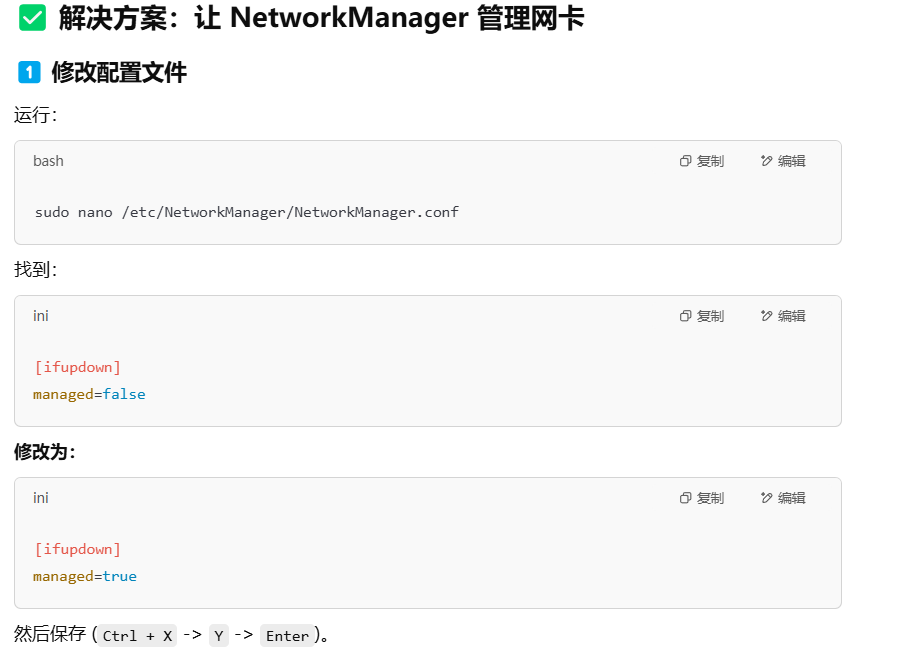 ✅ 解决方案：让 NetworkManager 管理网卡
1️⃣ 修改配置文件
运行：
bash 复制 编辑
sudo nano /etc/NetworkManager/NetworkManager.conf
找到：
ini 复制 编辑
[ifupdown]
managed=false
修改为：
ini 复制 编辑
[ifupdown]
managed=true
然后保存 (Ctrl + X -> Y -> Enter)。